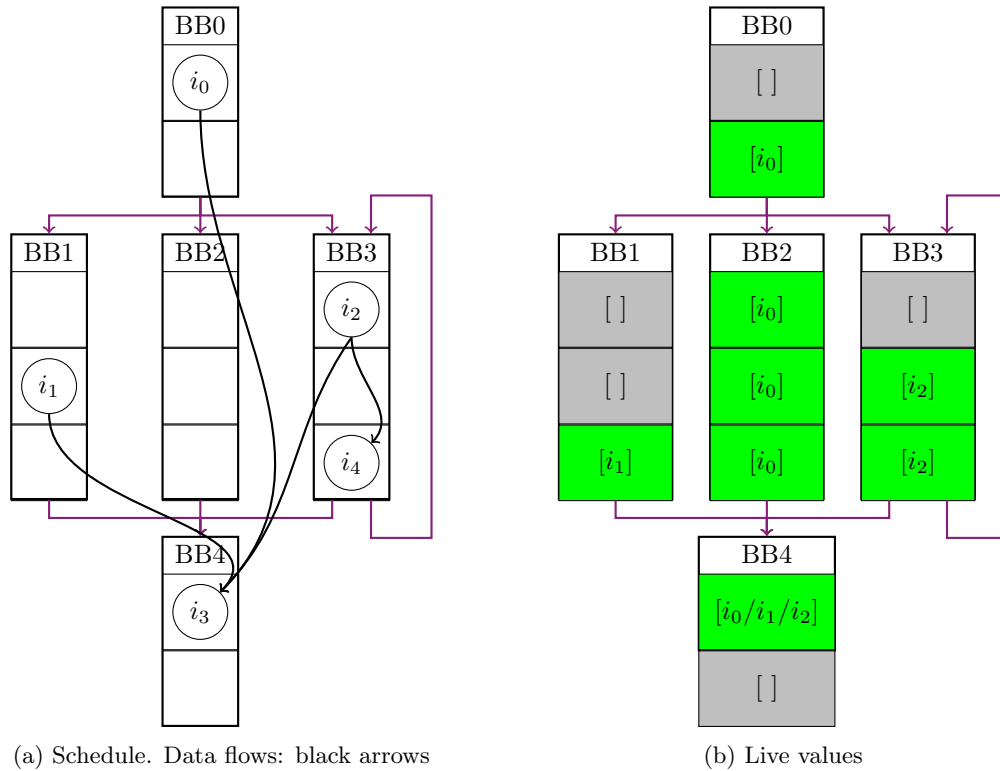 BB0
i₀
BB1
BB2
BB3
i₂
i₁
i₄
BB4
i₃
(a) Schedule. Data flows: black arrows
BB0
[ ]
[i₀]
BB1
BB2
BB3
[ ]
[i₀]
[ ]
[ ]
[i₀]
[i₂]
[i₁]
[i₀]
[i₂]
BB4
[i₀/i₁/i₂]
[ ]
(b) Live values